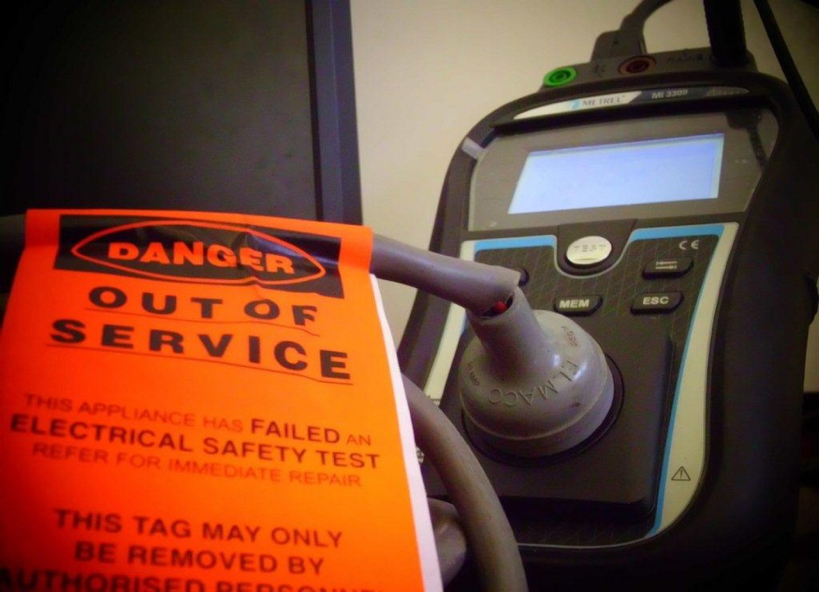 DANGER
OUT OF
SERVICE
THIS APPLIANCE HAS FAILED AN
ELECTRICAL SAFETY TEST
REFER FOR IMMEDIATE REPAIR
THIS TAG MAY ONLY
BE REMOVED BY
AUTHORISED
METREL MI 3309
TEST
CE
MEM
ESC
ELMACO